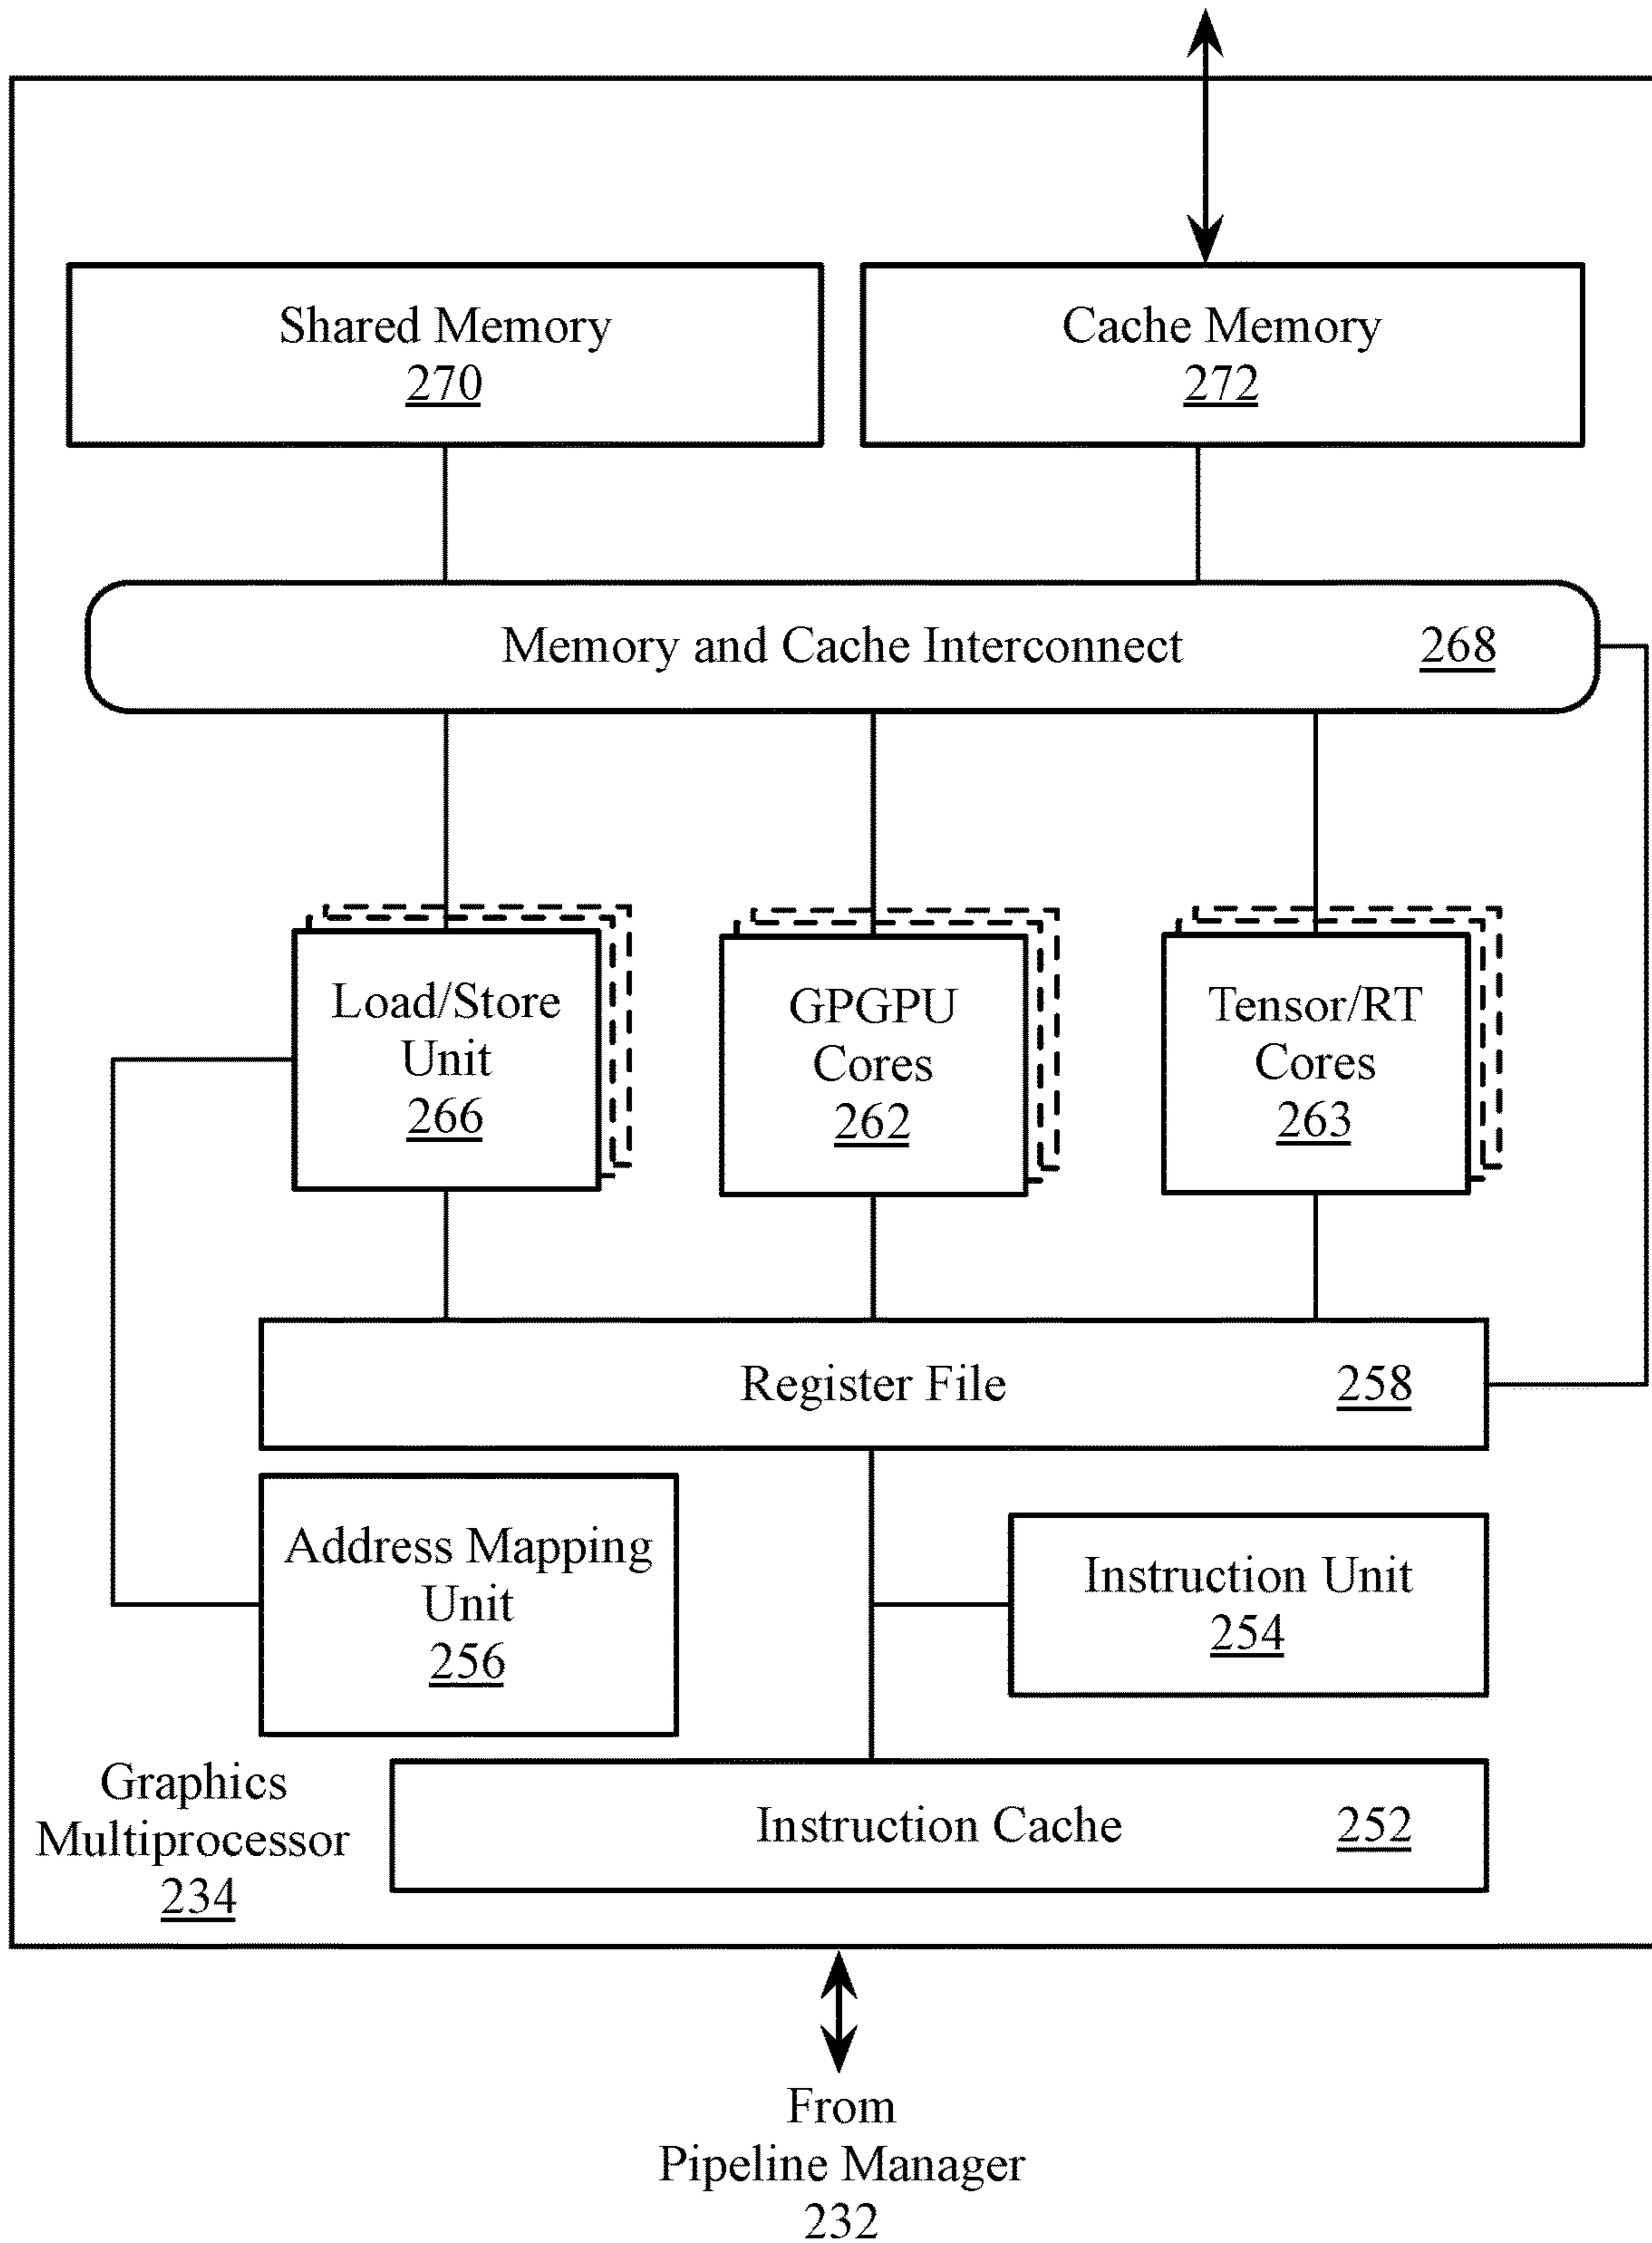 Shared Memory
270
Cache Memory
272
Memory and Cache Interconnect 268
Load/Store
Unit
266
GPGPU
Cores
262
Tensor/RT
Cores
263
Register File 258
Address Mapping
Unit
256
Instruction Unit
254
Graphics
Multiprocessor
234
Instruction Cache 252
From
Pipeline Manager
232